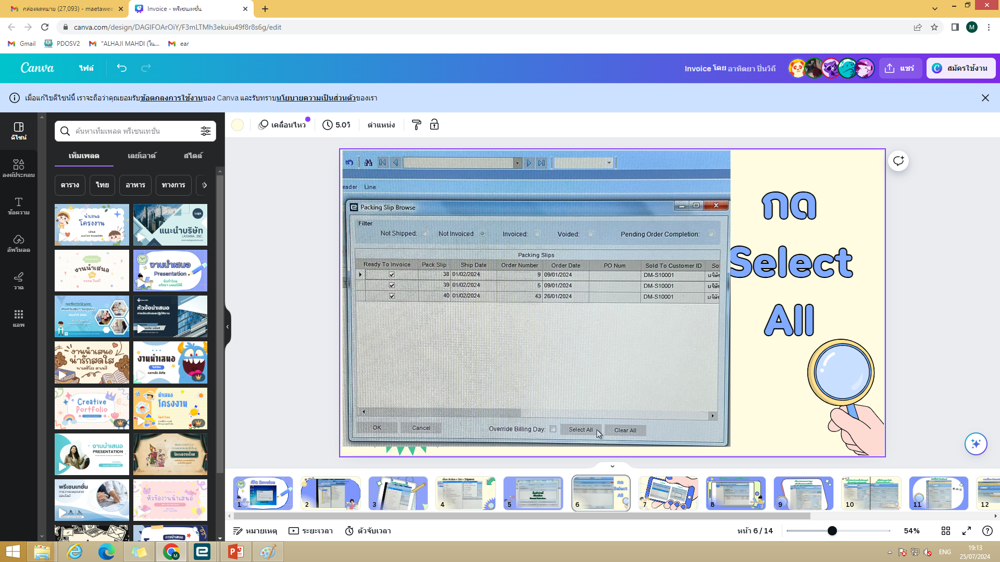 กล่องจดหมาย (27,093) - maetawee
Invoice - พรีเซนเทชั่น
canva.com/design/DAGIFOArOiY/F3mLTMh3ekuiu49f8r8s6g/edit
M
Gmail
PDOSV2
"ALHAJI MAHDI (ใน...
ear
Canva
ไฟล์
Invoice โดย อาทิตยา ปิ่นวิถี
แชร์
สมัครใช้งาน
เมื่อแก้ไขดีไซน์นี้ เราจะถือว่าคุณยอมรับข้อตกลงการใช้งานของ Canva และรับทราบนโยบายความเป็นส่วนตัวของเรา
ดีไซน์
องค์ประกอบ
ข้อความ
อัพโหลด
วาด
แอพ
ค้นหาเท็มเพลต พรีเซนเทชั่น
เท็มเพลต
เลย์เอาต์
สไตล์
ตาราง
ไทย
อาหาร
ทางการ
นำเสนอ
โครงงาน
Logo
แนะนำบริษัท
LARANA, INC.
งานนำเสนอ
งานนำเสนอ
Presentation
หัวข้อนำเสนอ
งานนำเสนอ
น่ารักสดใส
งานนำเสนอ
Creative
Portfolio
นำเสนอ
โครงงาน
งานนำเสนอ
PRESENTATION
วัฒนธรรมไทย
พรีเซนเทชั่น
หัวข้องานนำเสนอ
การนำเสนอ
เคลื่อนไหว
5.0วิ
ตำแหน่ง
eader Line
Packing Slip Browse
Filter
Not Shipped:
Not Invoiced
Invoiced:
Voided:
Pending Order Completion:
Packing Slips
Ready To Invoice Pack Slip Ship Date Order Number Order Date PO Num Sold To Customer ID So
38 01/02/2024 9 09/01/2024 DM-S10001 บริษัท
39 01/02/2024 5 09/01/2024 DM-S10001 บริษัท
40 01/02/2024 43 26/01/2024 DM-S10001 บริษัท
OK
Cancel
Override Billing Day:
Select All
Clear All
กด
Select
All
1
2
3
4
5
6
7
8
9
10
11
12
หมายเหตุ
ระยะเวลา
ตัวจับเวลา
หน้า 6 / 14
54%
ENG
19:13
25/07/2024